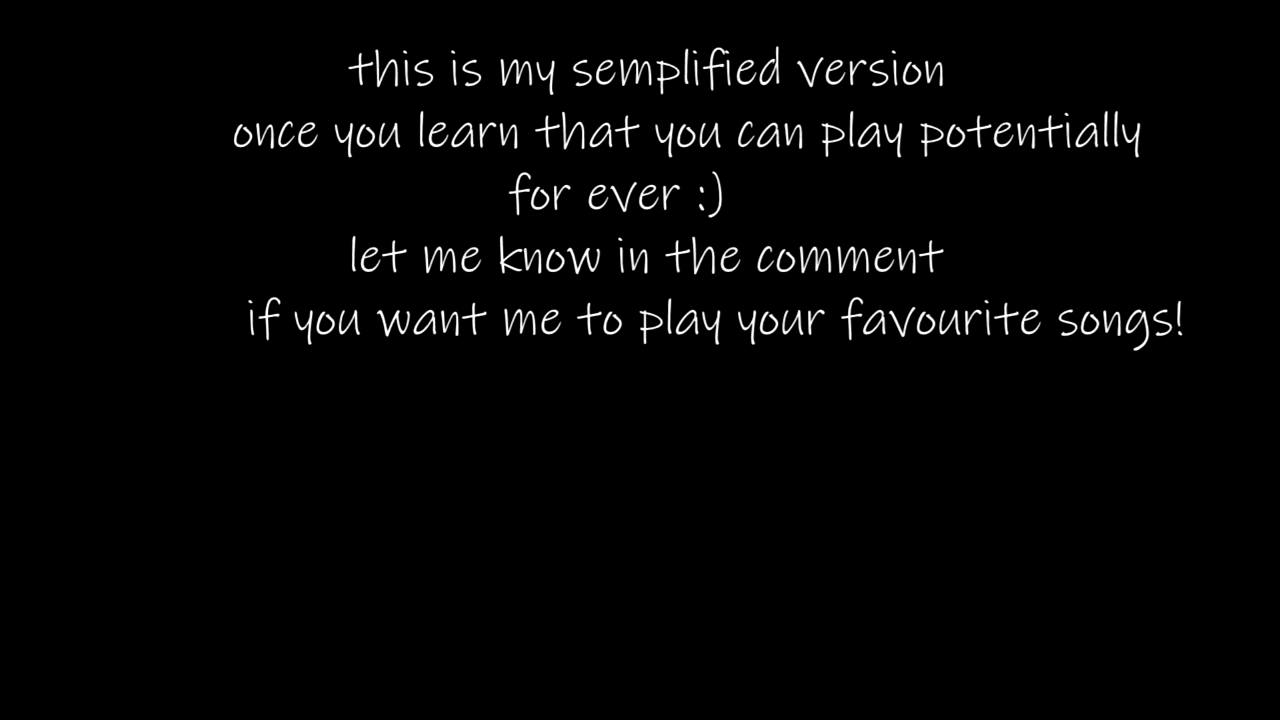 this is my semplified version
once you learn that you can play potentially
for ever :)
let me know in the comment
if you want me to play your favourite songs!